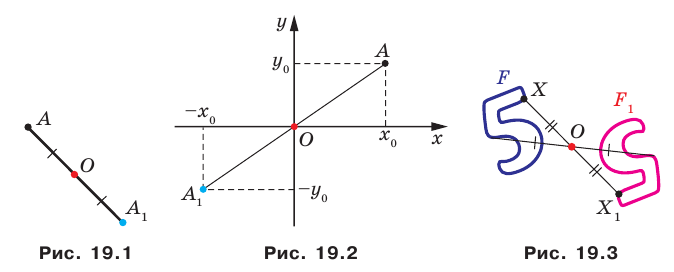 A
O
A₁
Рис. 19.1
y
y₀
A
−x₀
O
x₀
x
A₁
−y₀
Рис. 19.2
F
X
O
F₁
X₁
Рис. 19.3